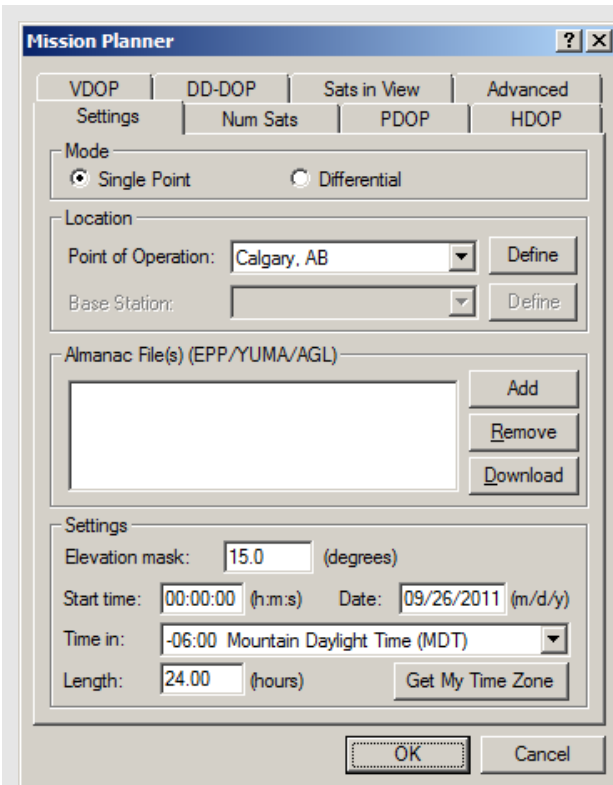 Mission Planner
VDOP DD-DOP Sats in View Advanced
Settings Num Sats PDOP HDOP
Mode
Single Point Differential
Location
Point of Operation: Calgary, AB Define
Base Station: Define
Almanac File(s) (EPP/YUMA/AGL)
Add
Remove
Download
Settings
Elevation mask: 15.0 (degrees)
Start time: 00:00:00 (h:m:s) Date: 09/26/2011 (m/d/y)
Time in: -06:00 Mountain Daylight Time (MDT)
Length: 24.00 (hours) Get My Time Zone
OK Cancel